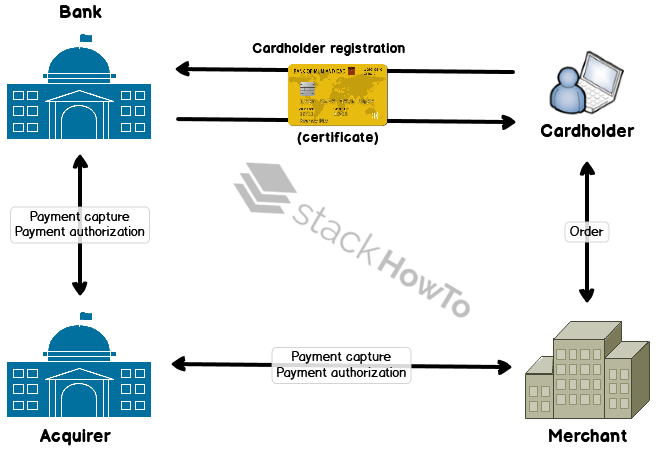 Bank
Cardholder registration
(certificate)
Cardholder
Payment capture
Payment authorization
Order
stackHowTo
Payment capture
Payment authorization
Acquirer
Merchant